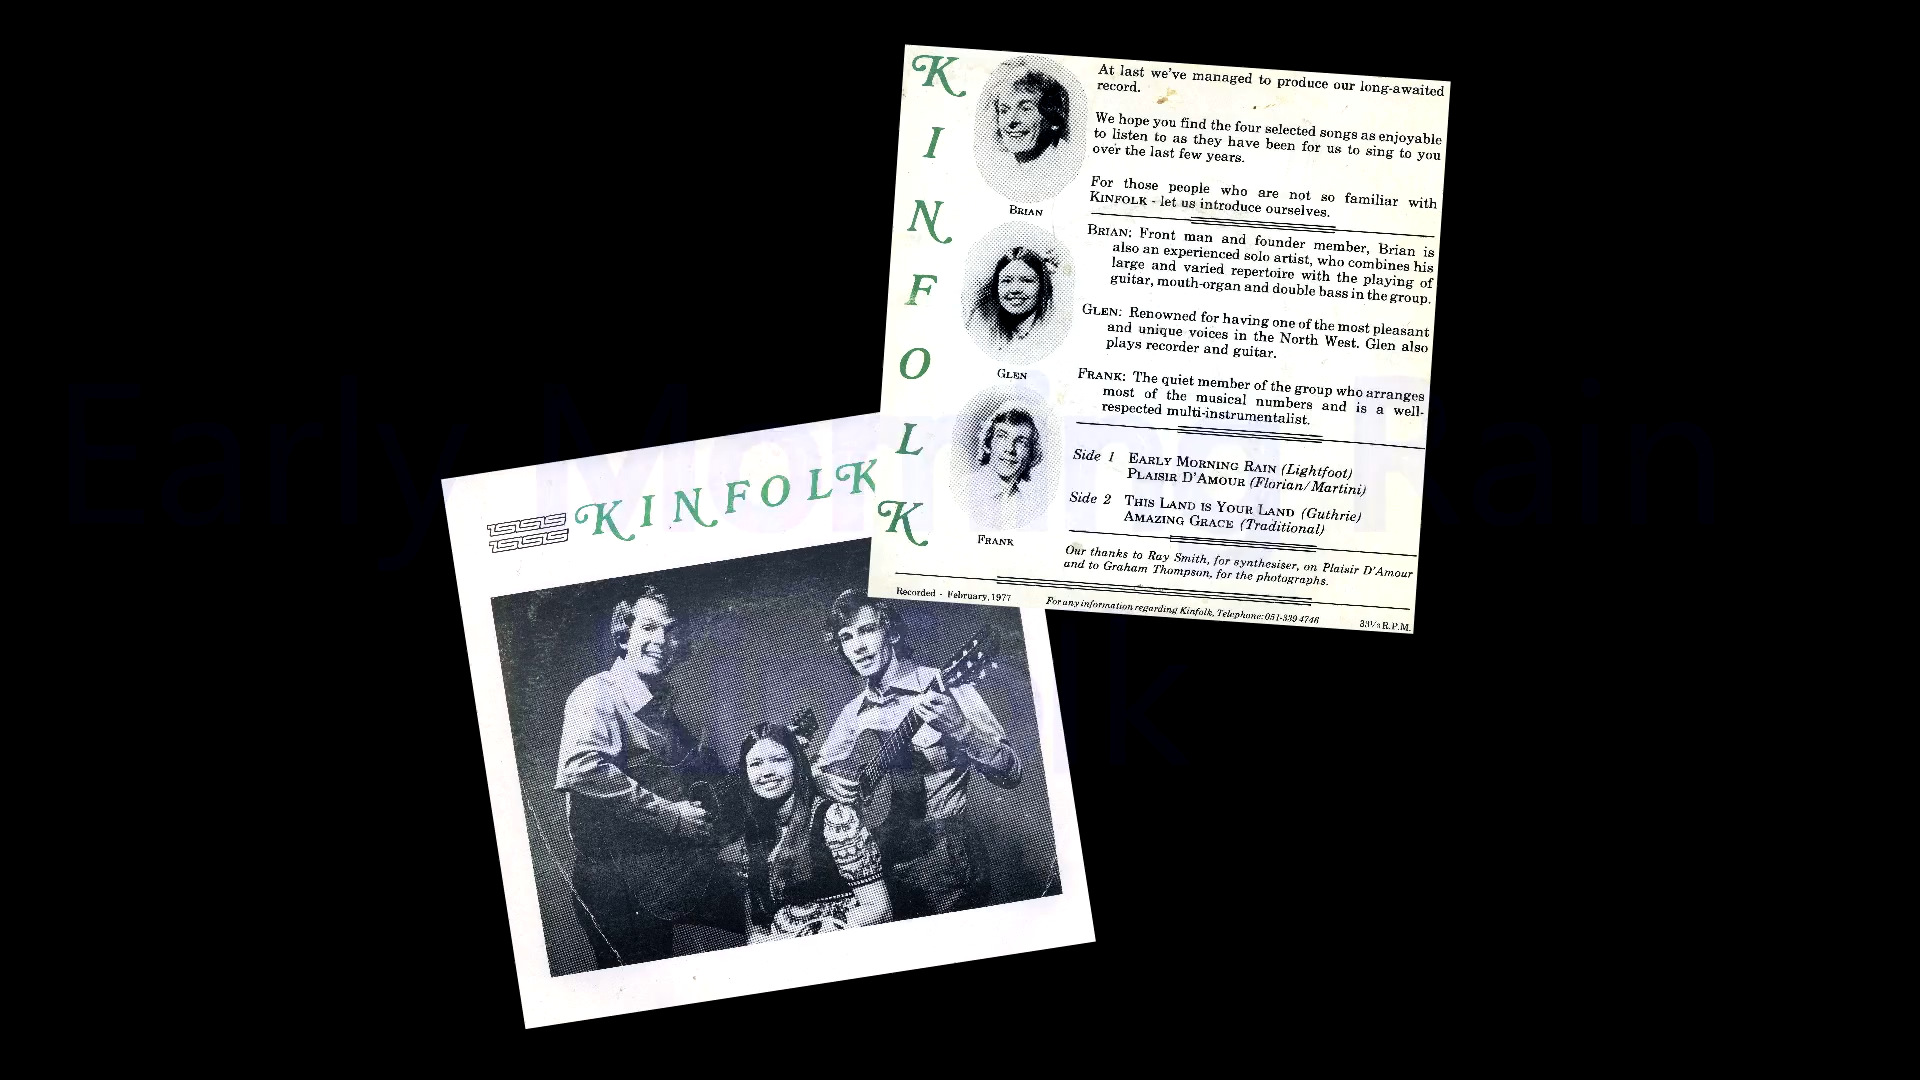 KINFOLK
At last we've managed to produce our long-awaited
record.
We hope you find the four selected songs as enjoyable
to listen to as they have been for us to sing to you
over the last few years.
For those people who are not so familiar with
KINFOLK - let us introduce ourselves.
BRIAN
BRIAN: Front man and founder member, Brian is
also an experienced solo artist, who combines his
large and varied repertoire with the playing of
guitar, mouth-organ and double bass in the group.
GLEN: Renowned for having one of the most pleasant
and unique voices in the North West. Glen also
plays recorder and guitar.
GLEN
FRANK: The quiet member of the group who arranges
most of the musical numbers and is a well-
respected multi-instrumentalist.
Side 1 EARLY MORNING RAIN (Lightfoot)
PLAISIR D'AMOUR (Florian/Martini)
Side 2 THIS LAND IS YOUR LAND (Guthrie)
AMAZING GRACE (Traditional)
FRANK
Our thanks to Ray Smith, for synthesiser, on Plaisir D'Amour
and to Graham Thompson, for the photographs.
Recorded - February, 1977 For any information regarding Kinfolk, Telephone: 051-339 4746 33⅓ R.P.M.
KINFOLK
Early Morning Rain